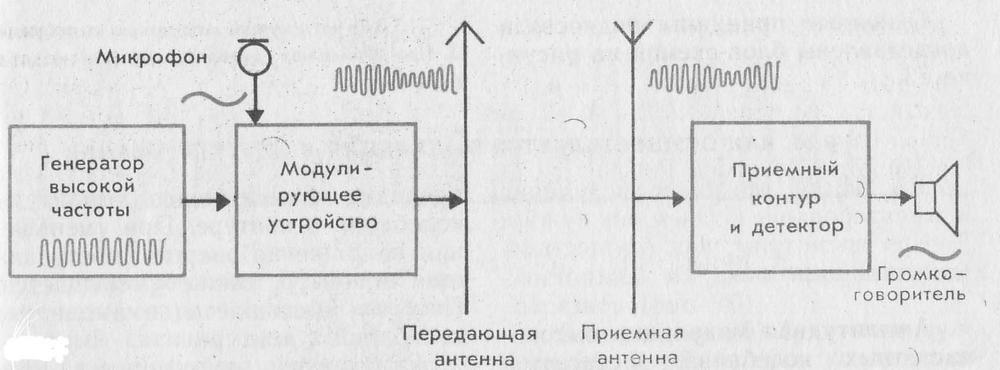 Микрофон
Генератор
высокой
частоты
Модули-
рующее
устройство
Передающая
антенна
Приемная
антенна
Приемный
контур
и детектор
Громко-
говоритель